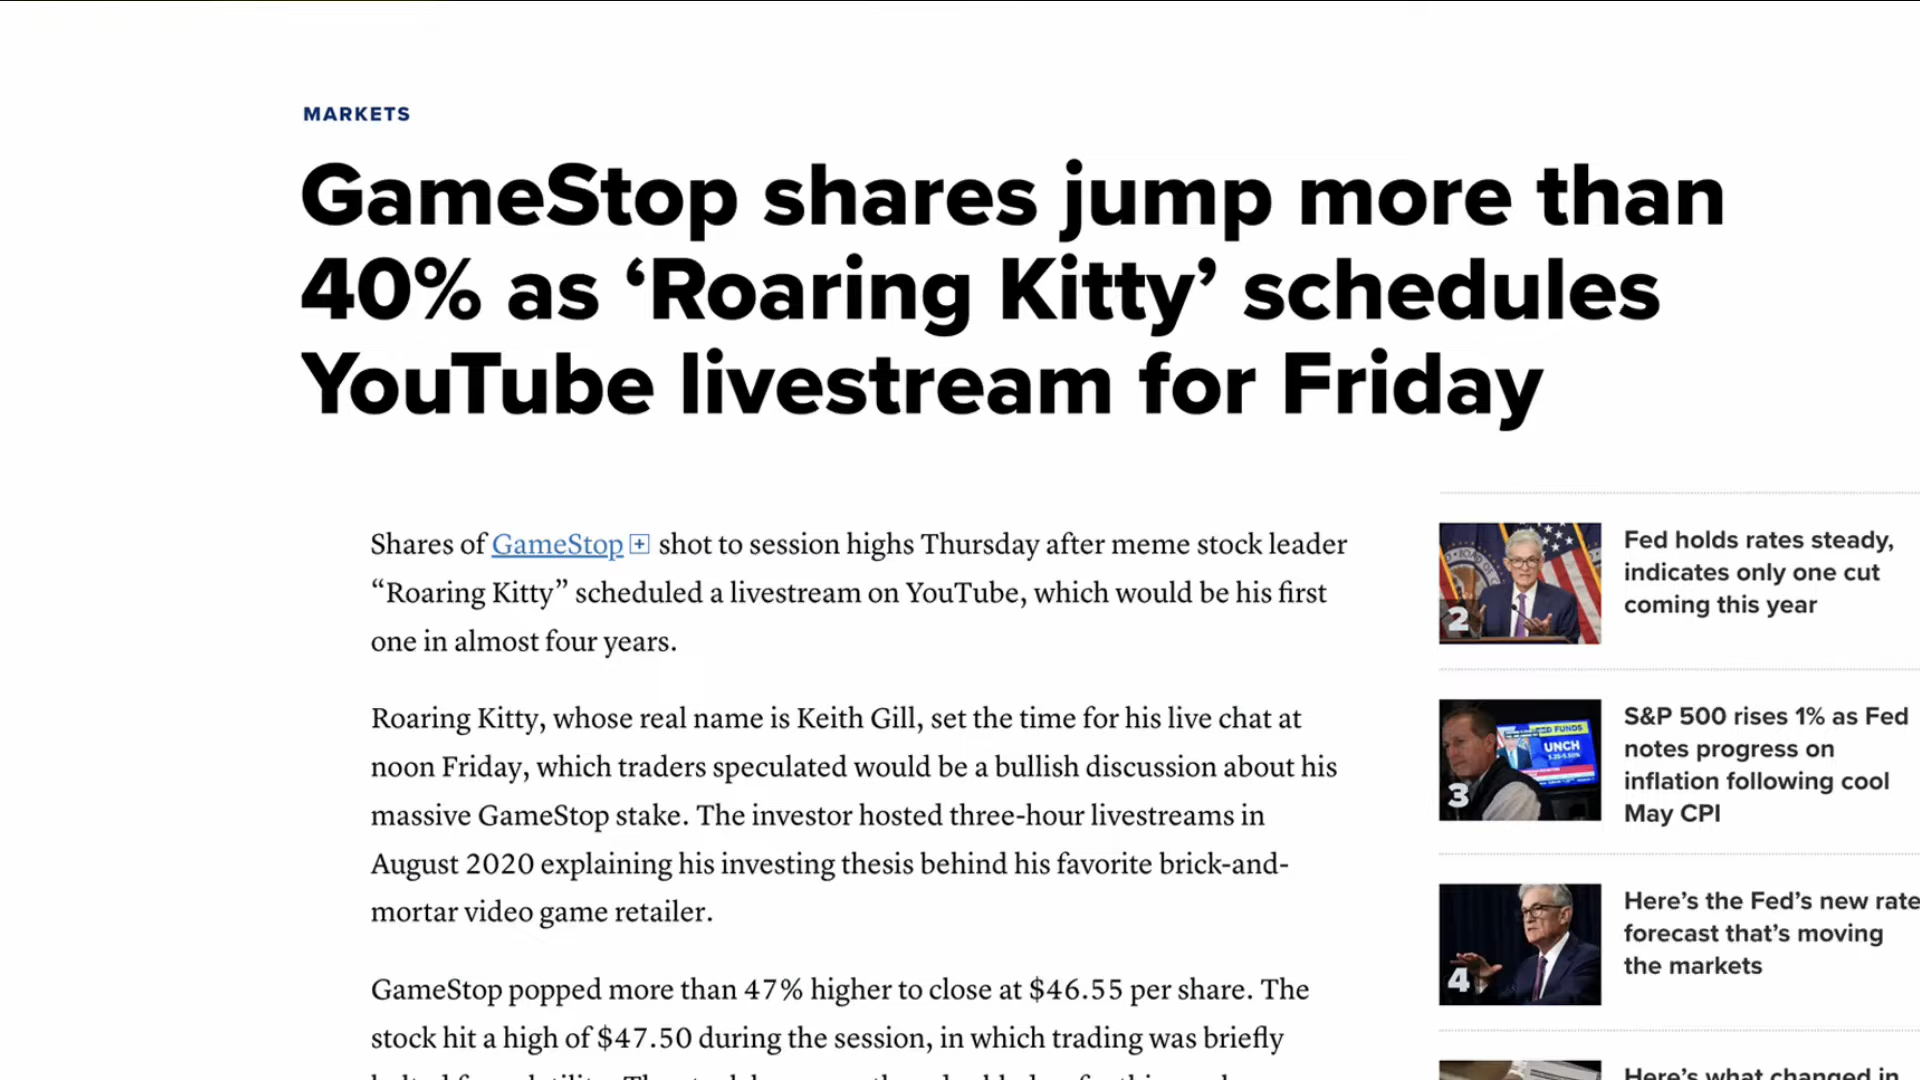 MARKETS
GameStop shares jump more than
40% as ‘Roaring Kitty’ schedules
YouTube livestream for Friday
Shares of GameStop shot to session highs Thursday after meme stock leader
“Roaring Kitty” scheduled a livestream on YouTube, which would be his first
one in almost four years.
Roaring Kitty, whose real name is Keith Gill, set the time for his live chat at
noon Friday, which traders speculated would be a bullish discussion about his
massive GameStop stake. The investor hosted three-hour livestreams in
August 2020 explaining his investing thesis behind his favorite brick-and-
mortar video game retailer.
GameStop popped more than 47% higher to close at $46.55 per share. The
stock hit a high of $47.50 during the session, in which trading was briefly
2
Fed holds rates steady,
indicates only one cut
coming this year
FED FUNDS
UNCH
3
S&P 500 rises 1% as Fed
notes progress on
inflation following cool
May CPI
4
Here’s the Fed’s new rate
forecast that’s moving
the markets
Here’s what changed in